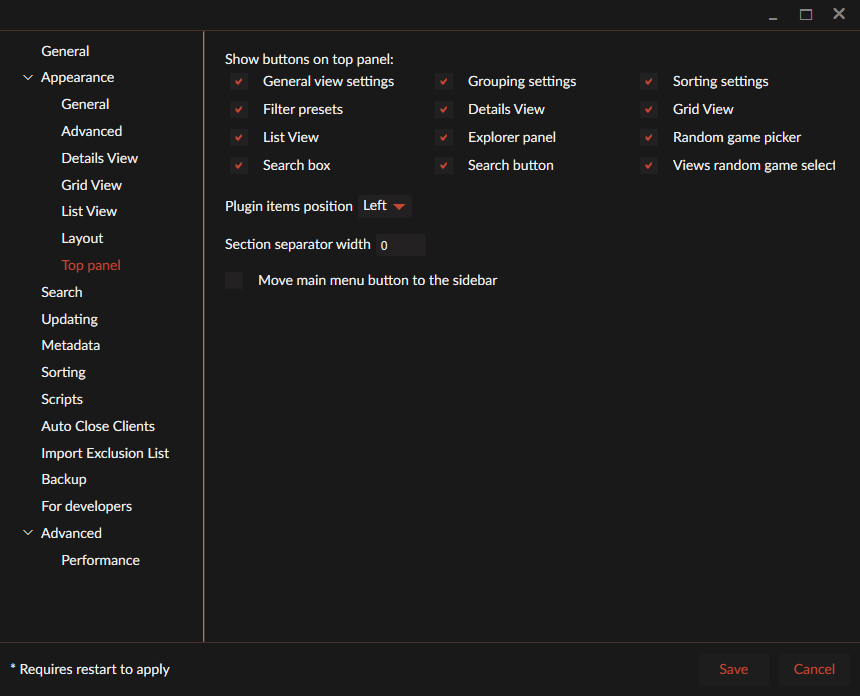 General
Appearance
General
Advanced
Details View
Grid View
List View
Layout
Top panel
Search
Updating
Metadata
Sorting
Scripts
Auto Close Clients
Import Exclusion List
Backup
For developers
Advanced
Performance
Show buttons on top panel:
General view settings Grouping settings Sorting settings
Filter presets Details View Grid View
List View Explorer panel Random game picker
Search box Search button Views random game select
Plugin items position Left
Section separator width 0
Move main menu button to the sidebar
* Requires restart to apply
Save Cancel